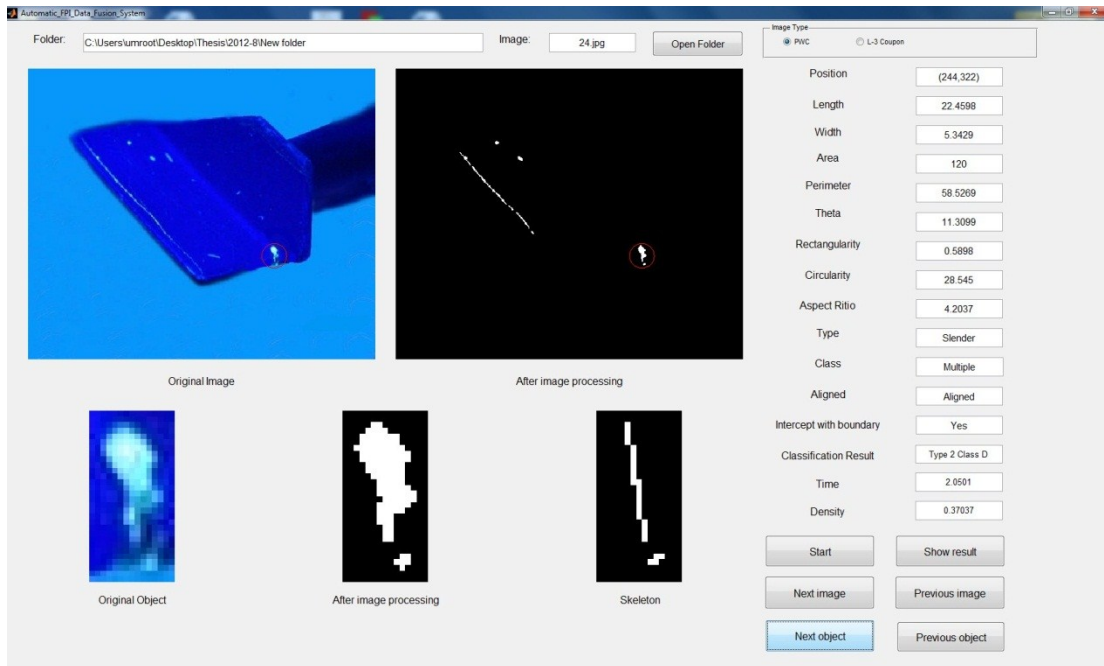 Automatic_FPI_Data_Fusion_System
Folder: C:\Users\umroot\Desktop\Thesis\2012-8\New folder Image: 24.jpg Open Folder
Image Type
PWC L-3 Coupon
Position (244,322)
Length 22.4598
Width 5.3429
Area 120
Perimeter 58.5269
Theta 11.3099
Rectangularity 0.5898
Circularity 28.545
Aspect Ritio 4.2037
Type Slender
Class Multiple
Aligned Aligned
Intercept with boundary Yes
Classification Result Type 2 Class D
Time 2.0501
Density 0.37037
Original Image After image processing
Original Object After image processing Skeleton
Start Show result
Next image Previous image
Next object Previous object